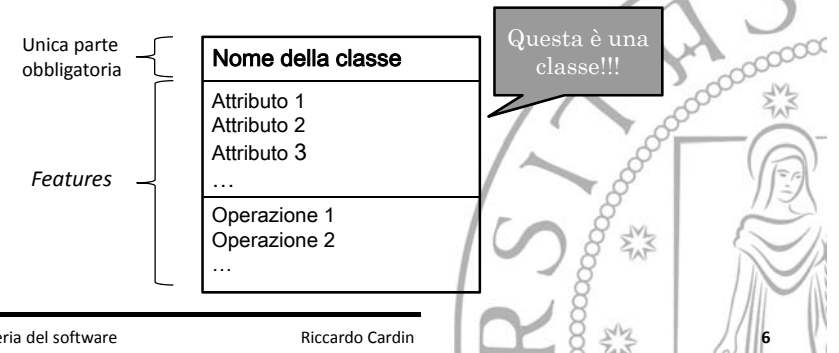 Unica parte
obbligatoria
Nome della classe
Questa è una
classe!!!
Features
Attributo 1
Attributo 2
Attributo 3
…
Operazione 1
Operazione 2
…
eria del software
Riccardo Cardin
6
ERSITAS